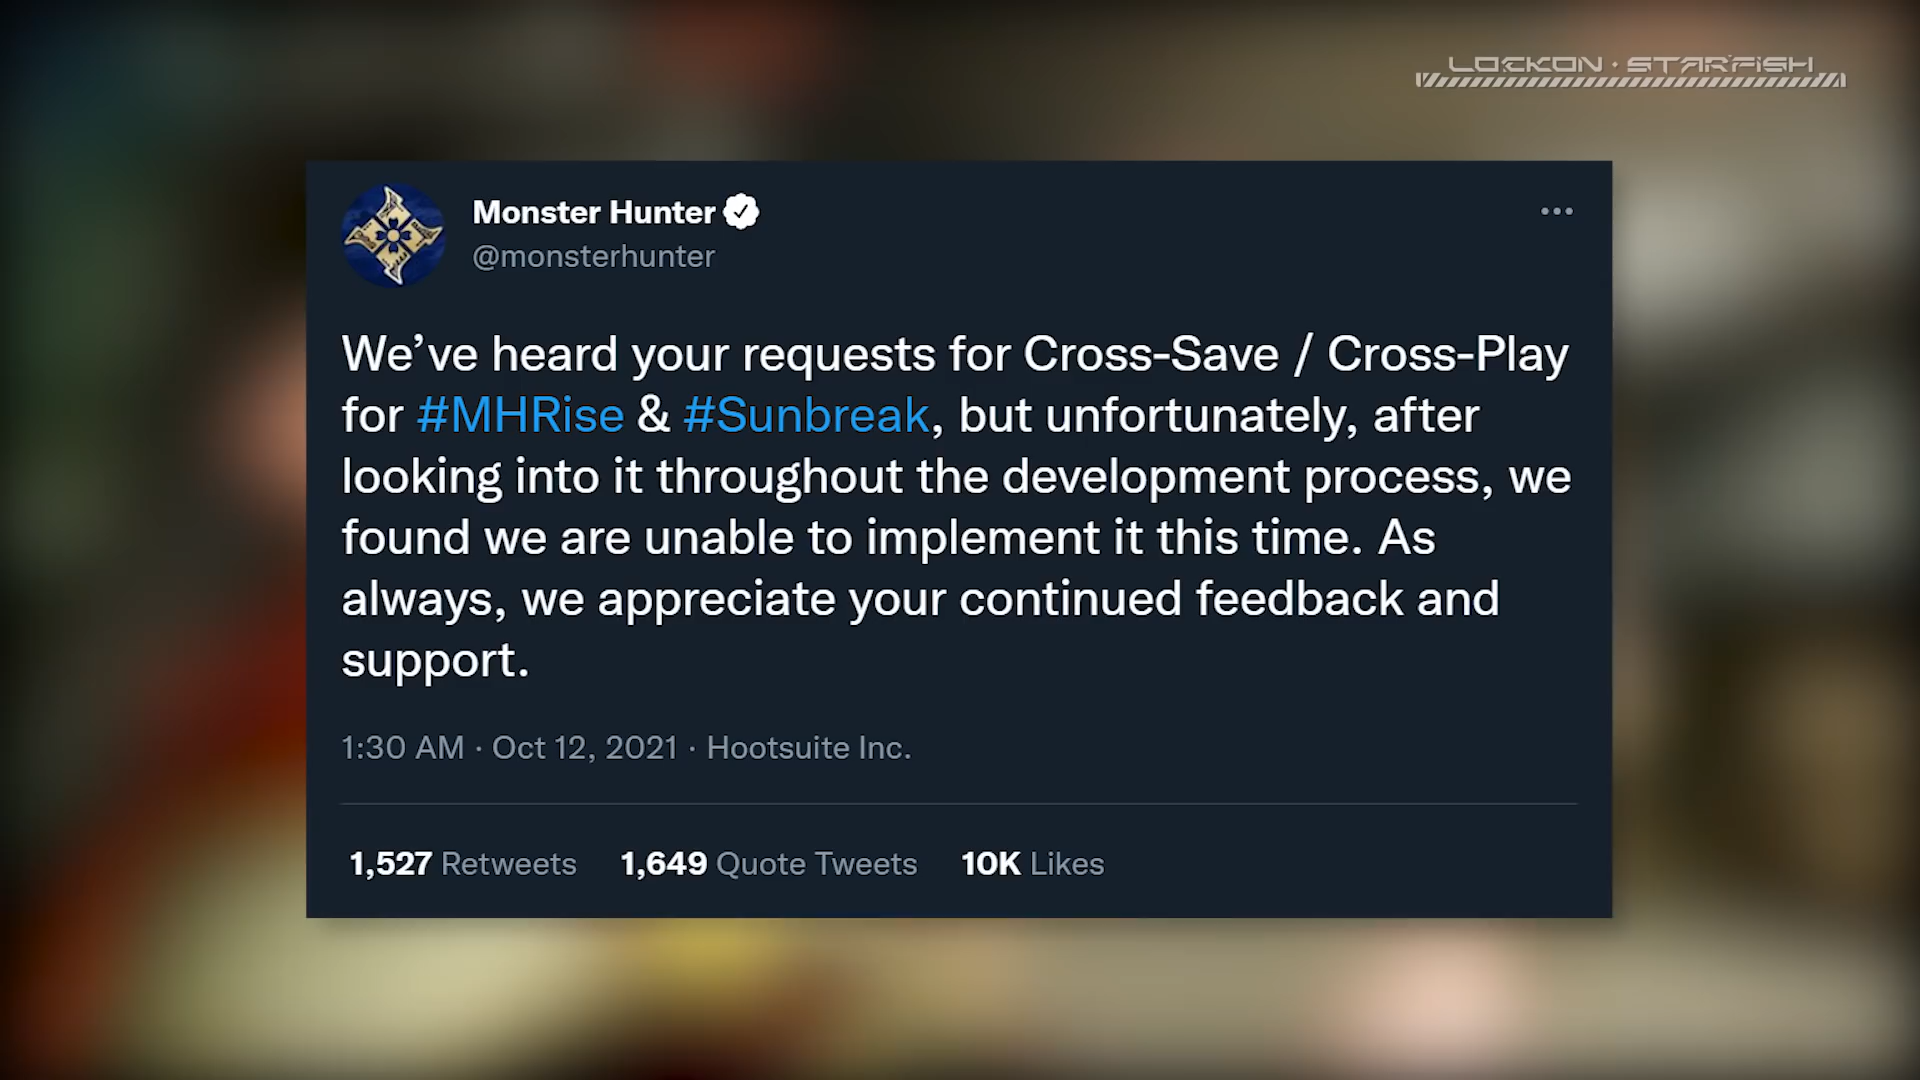 LOCKON · STARFISH
Monster Hunter
@monsterhunter
We’ve heard your requests for Cross-Save / Cross-Play
for #MHRise & #Sunbreak, but unfortunately, after
looking into it throughout the development process, we
found we are unable to implement it this time. As
always, we appreciate your continued feedback and
support.
1:30 AM · Oct 12, 2021 · Hootsuite Inc.
1,527 Retweets 1,649 Quote Tweets 10K Likes